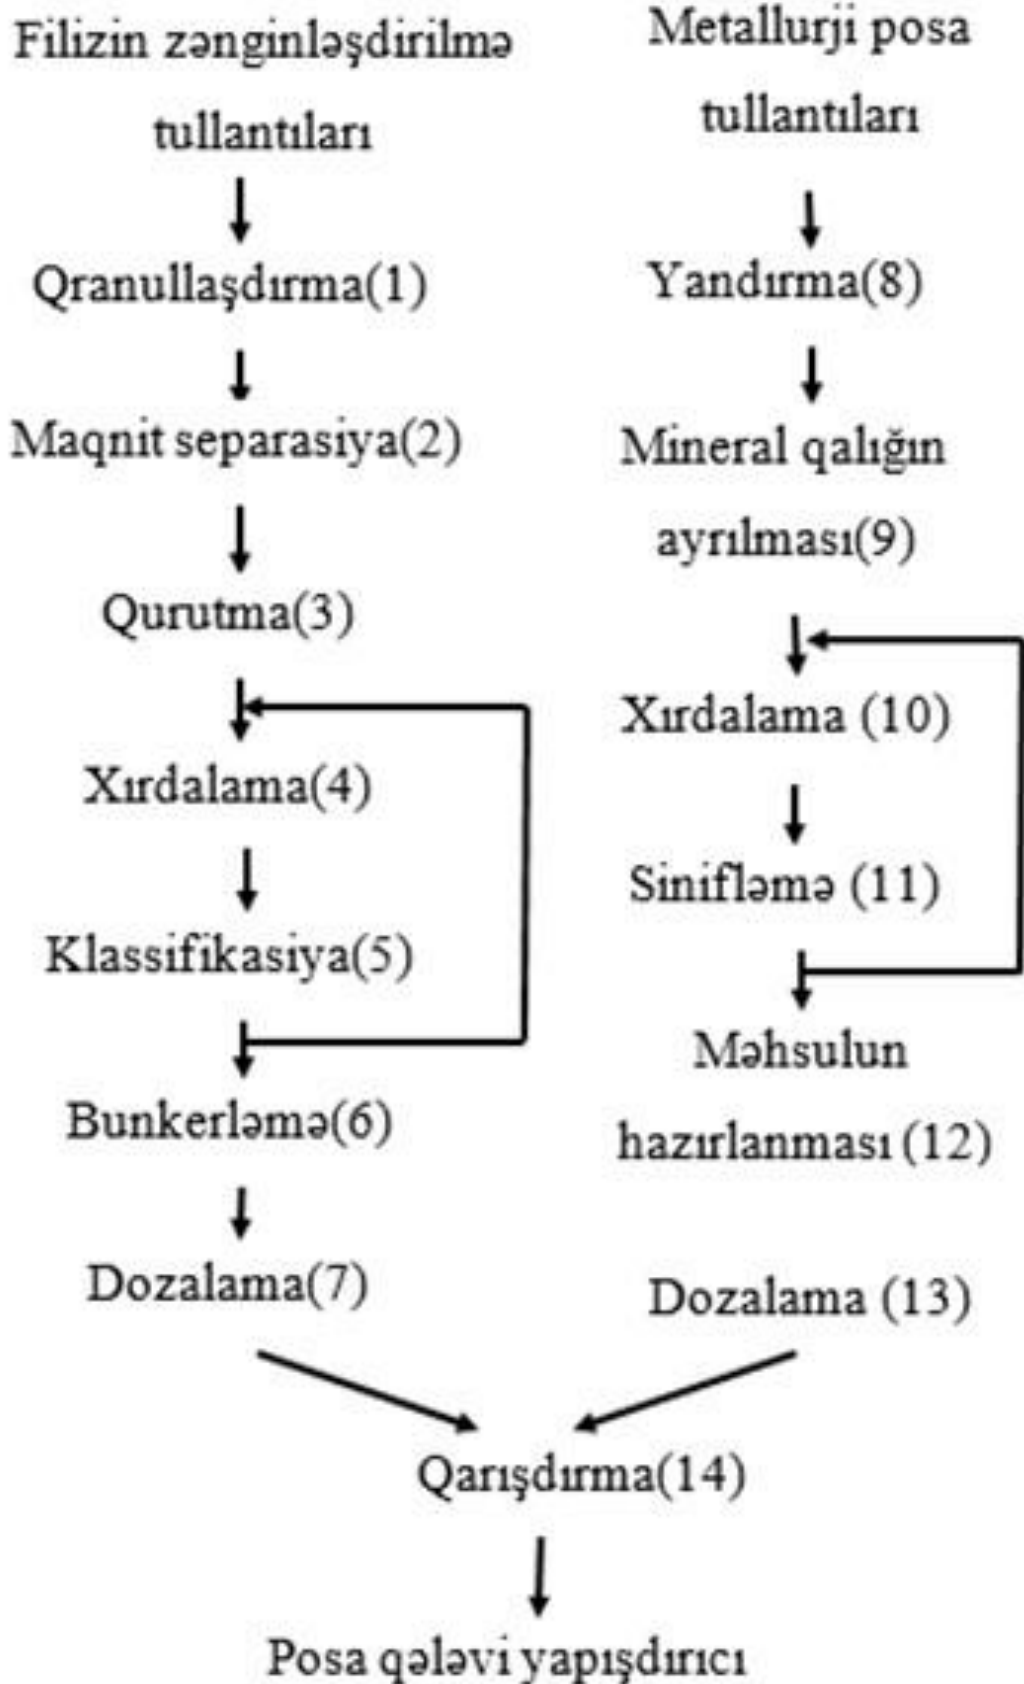 Filizin zənginləşdirilmə
tullantıları
Qranullaşdırma(1)
Maqnit separasiya(2)
Qurutma(3)
Xırdalama(4)
Klassifikasiya(5)
Bunkerləmə(6)
Dozalama(7)
Metallurji posa
tullantıları
Yandırma(8)
Mineral qalığın
ayrılması(9)
Xırdalama (10)
Sinifləmə (11)
Məhsulun
hazırlanması (12)
Dozalama (13)
Qarışdırma(14)
Posa qələvi yapışdırıcı